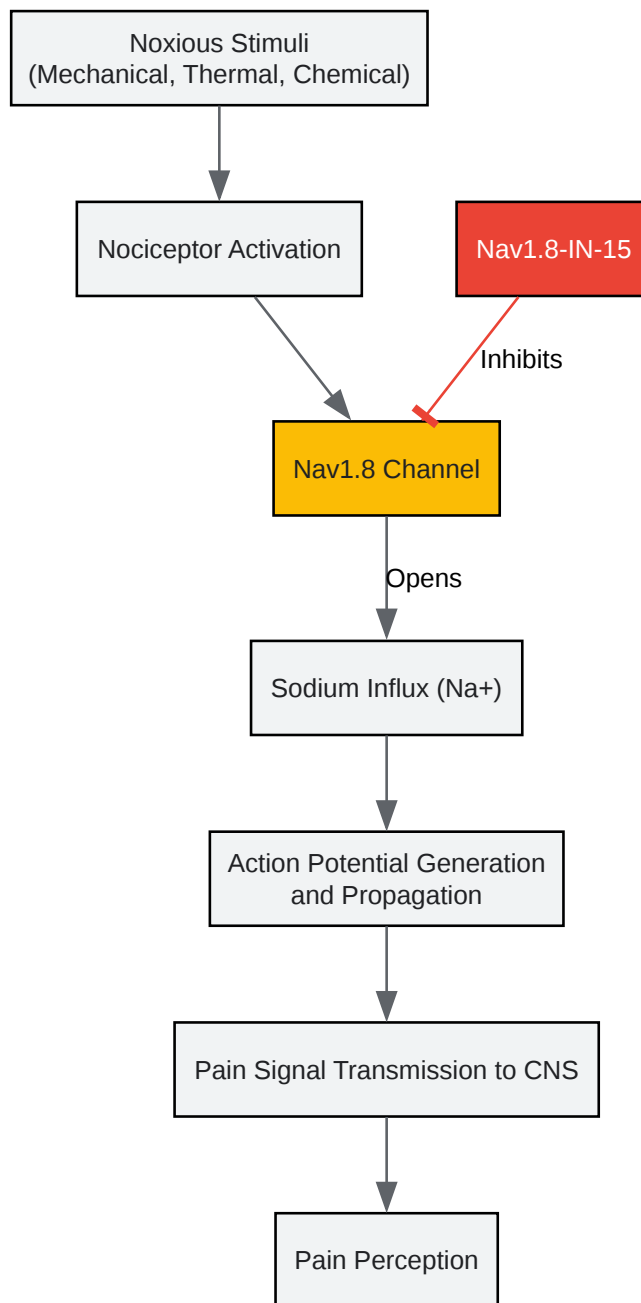 Noxious Stimuli
(Mechanical, Thermal, Chemical)
Nociceptor Activation
Nav1.8-IN-15
Inhibits
Nav1.8 Channel
Opens
Sodium Influx (Na+)
Action Potential Generation
and Propagation
Pain Signal Transmission to CNS
Pain Perception